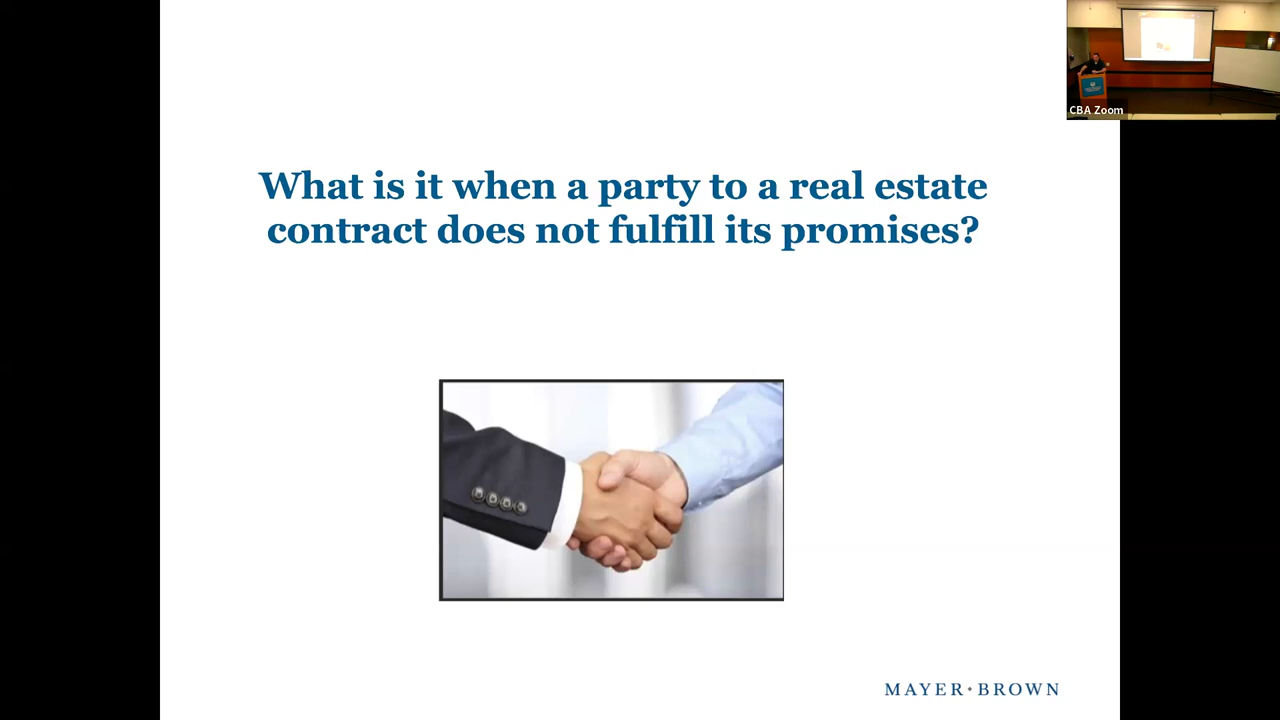 What is it when a party to a real estate
contract does not fulfill its promises?
CBA Zoom
MAYER • BROWN